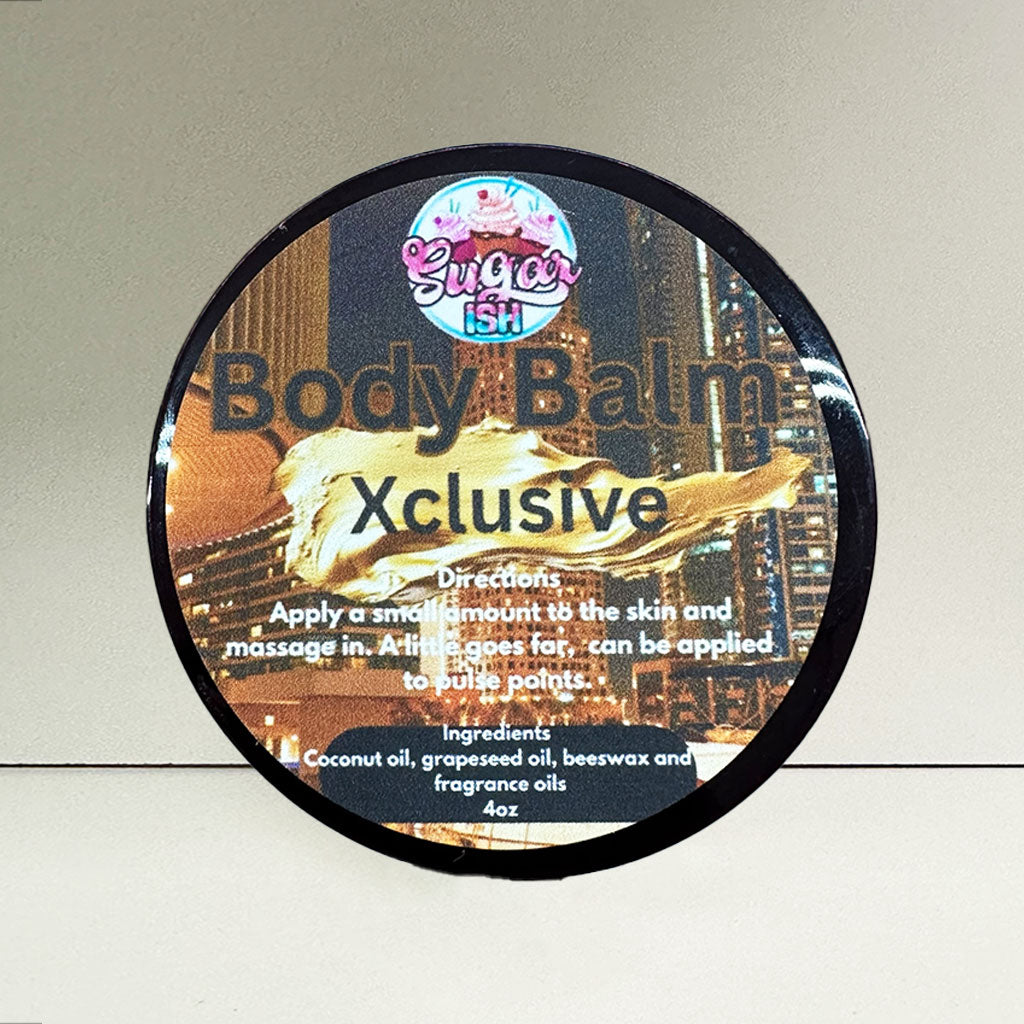 Sugar
ISH
Body Balm
Xclusive
Directions
Apply a small amount to the skin and
massage in. A little goes far, can be applied
to pulse points.
Ingredients
Coconut oil, grapeseed oil, beeswax and
fragrance oils
4oz